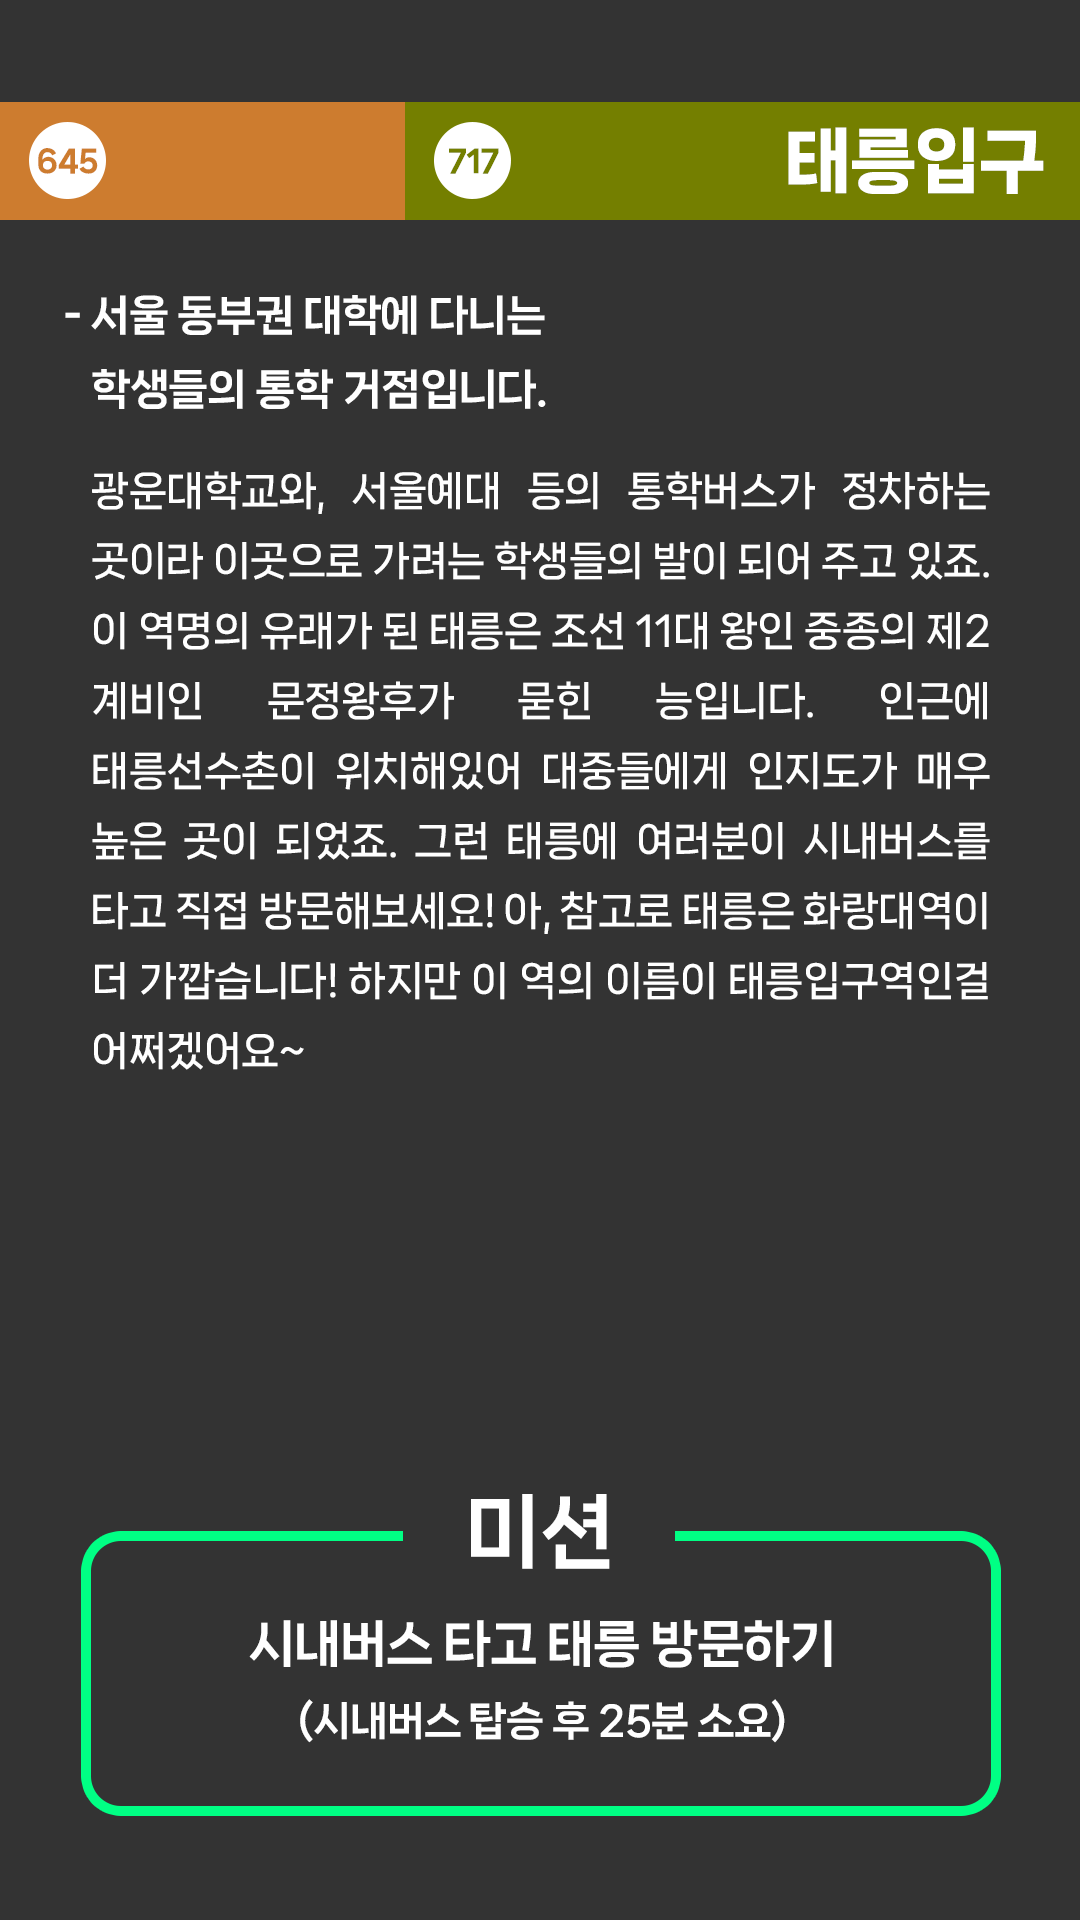 645
717
태릉입구
- 서울 동부권 대학에 다니는
학생들의 통학 거점입니다.
광운대학교와, 서울예대 등의 통학버스가 정차하는
곳이라 이곳으로 가려는 학생들의 발이 되어 주고 있죠.
이 역명의 유래가 된 태릉은 조선 11대 왕인 중종의 제2
계비인 문정왕후가 묻힌 능입니다. 인근에
태릉선수촌이 위치해있어 대중들에게 인지도가 매우
높은 곳이 되었죠. 그런 태릉에 여러분이 시내버스를
타고 직접 방문해보세요! 아, 참고로 태릉은 화랑대역이
더 가깝습니다! 하지만 이 역의 이름이 태릉입구역인걸
어쩌겠어요~
미션
시내버스 타고 태릉 방문하기
(시내버스 탑승 후 25분 소요)